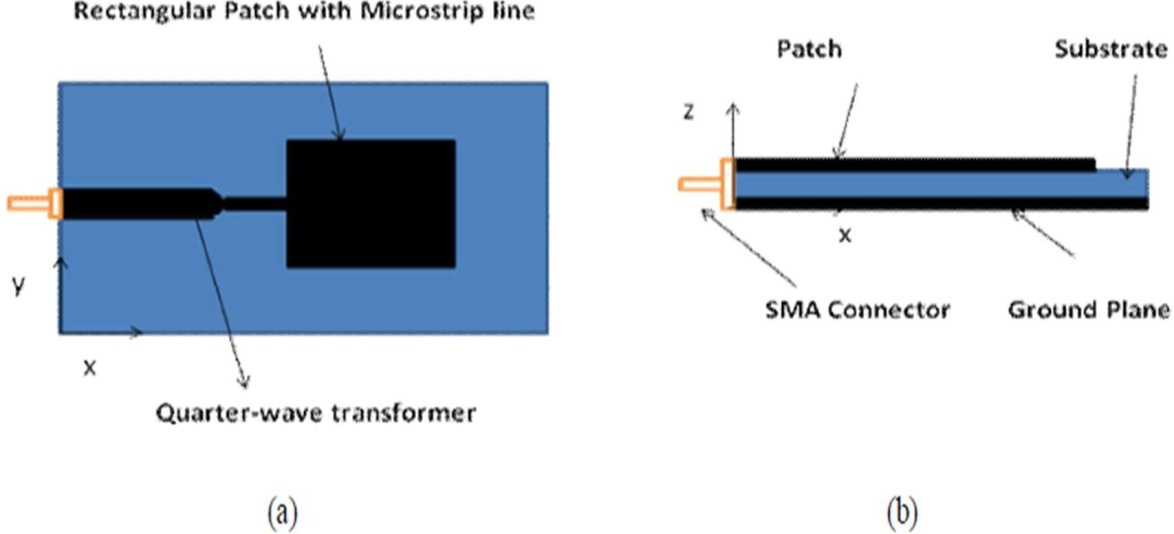 Rectangular Patch with Microstrip line
y
x
Quarter-wave transformer
(a)
Patch
Substrate
z
x
SMA Connector
Ground Plane
(b)